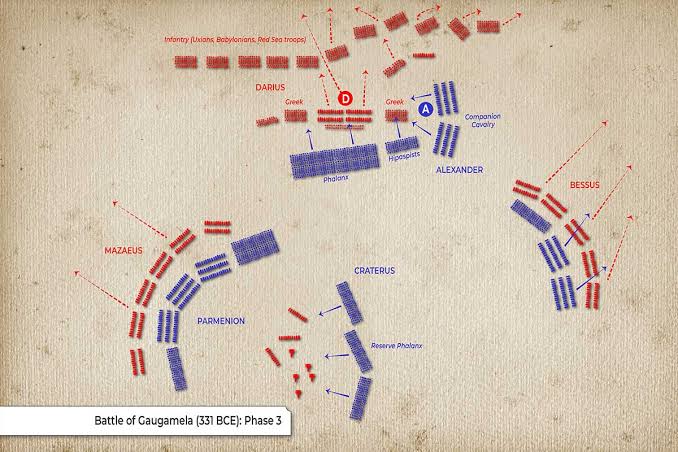 Infantry (Uxians, Babylonians, Red Sea troops)
DARIUS
D
Greek
Greek
A
Companion
Cavalry
Phalanx
Hipaspists
ALEXANDER
BESSUS
MAZAEUS
PARMENION
CRATERUS
Reserve Phalanx
Battle of Gaugamela (331 BCE): Phase 3